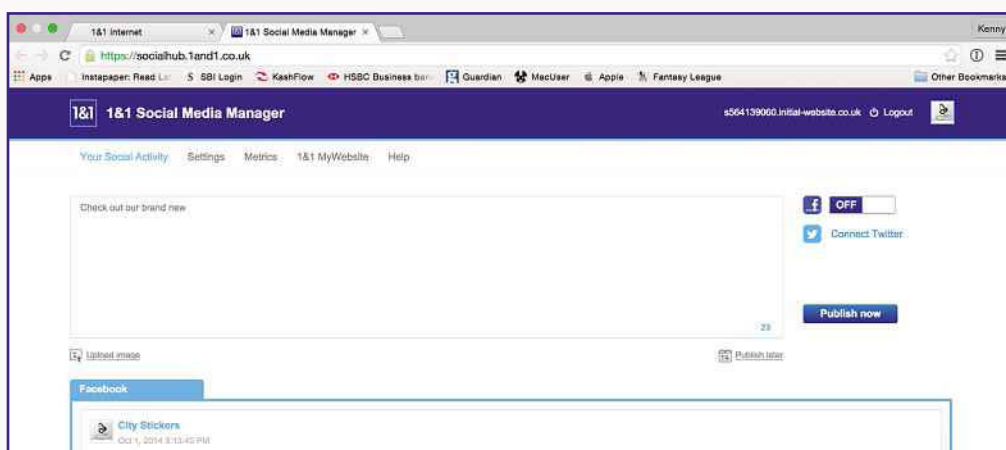 1&1 Internet
1&1 Social Media Manager
Kenny
https://socialhub.1and1.co.uk
Apps Instapaper: Read SBI Login KashFlow HSBC Business Guardian MacUser Apple Fantasy League Other Bookmarks
1&1 1&1 Social Media Manager s564139060.initial-website.co.uk Logout
Your Social Activity Settings Metrics 1&1 MyWebsite Help
Check out our brand new
OFF
Connect Twitter
23
Publish now
Upload image
Publish later
Facebook
City Stickers
Oct 1, 2014 3:13:45 PM